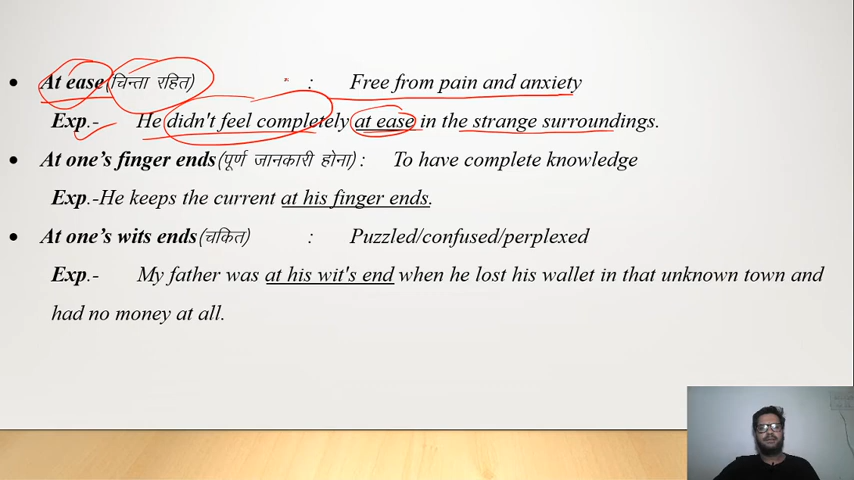 • At ease(चिन्ता रहित) : Free from pain and anxiety
Exp.- He didn't feel completely at ease in the strange surroundings.
• At one's finger ends(पूर्ण जानकारी होना) : To have complete knowledge
Exp.-He keeps the current at his finger ends.
• At one's wits ends(चकित) : Puzzled/confused/perplexed
Exp.- My father was at his wit's end when he lost his wallet in that unknown town and
had no money at all.